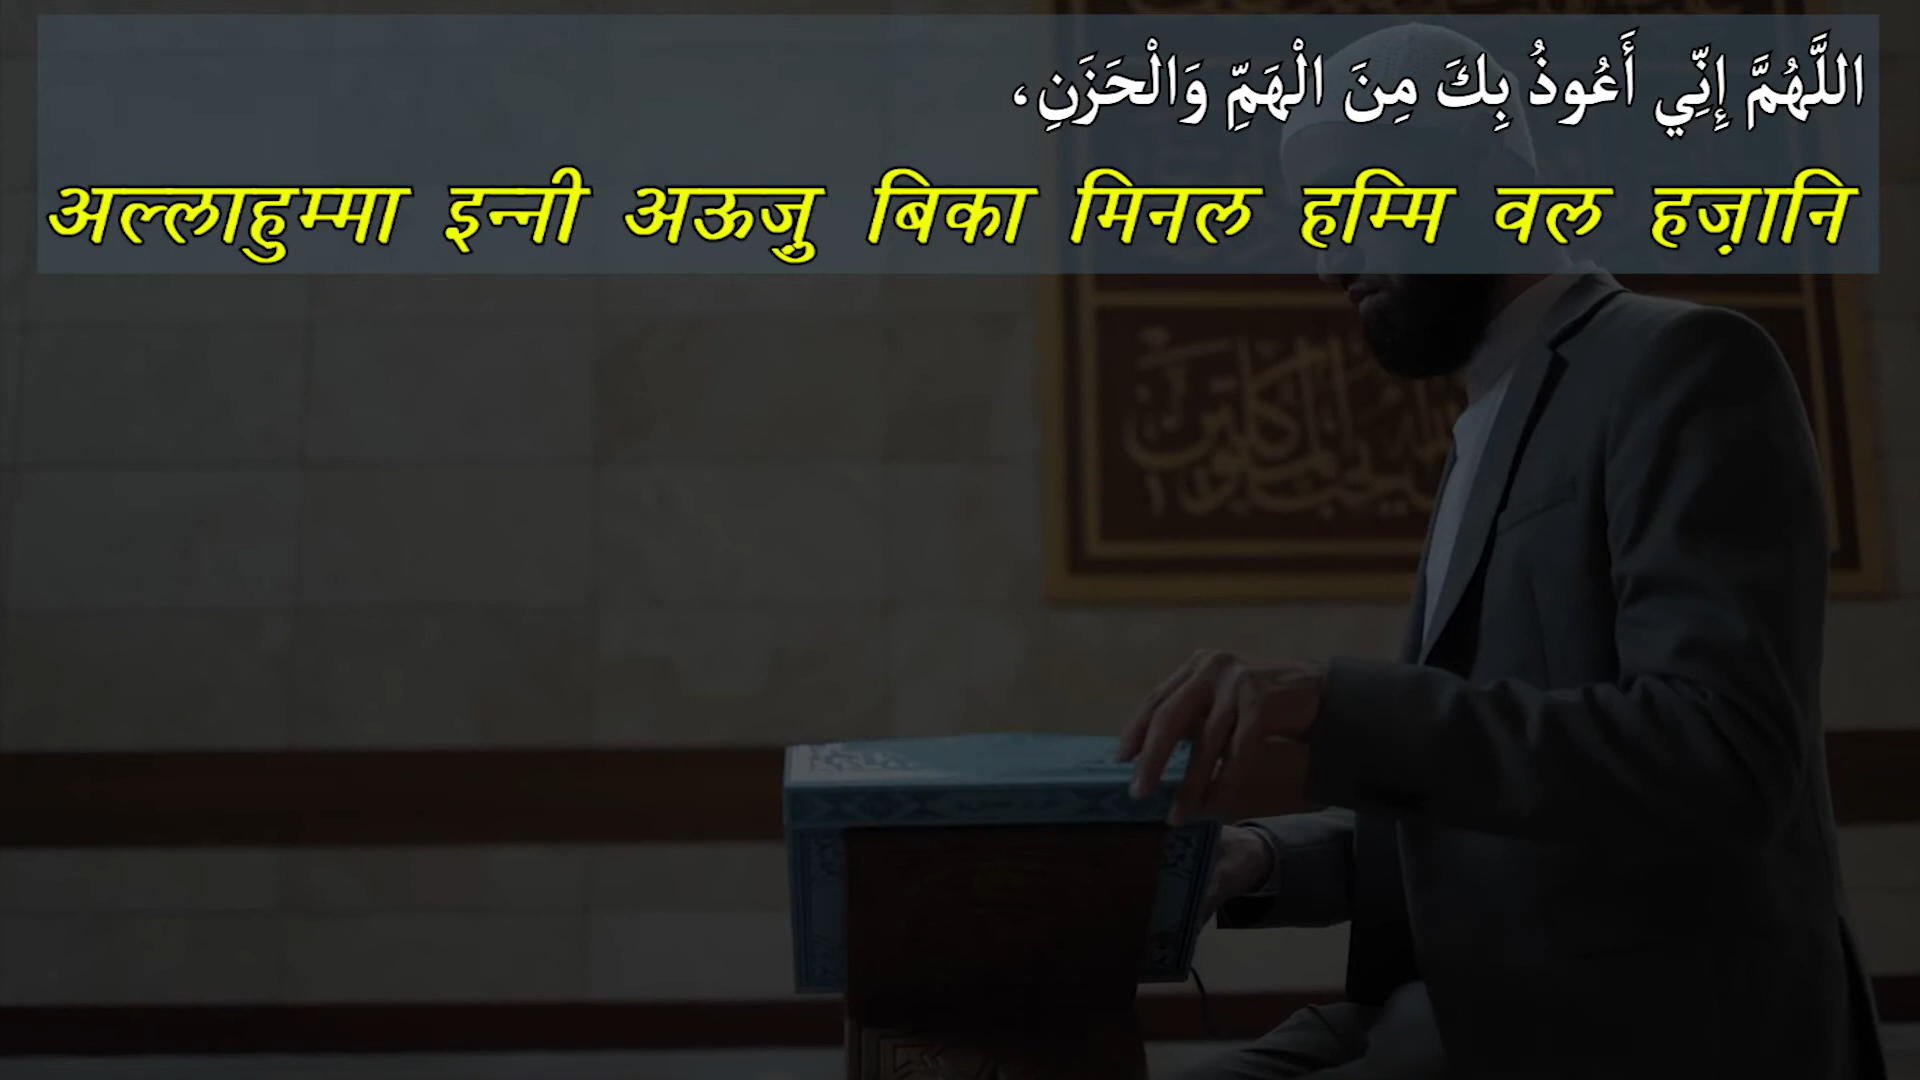 اللَّهُمَّ إِنِّي أَعُوذُ بِكَ مِنَ الْهَمِّ وَالْحَزَنِ،
अल्लाहुम्मा इन्नी अऊज़ु बिका मिनल हम्मि वल हज़ानि